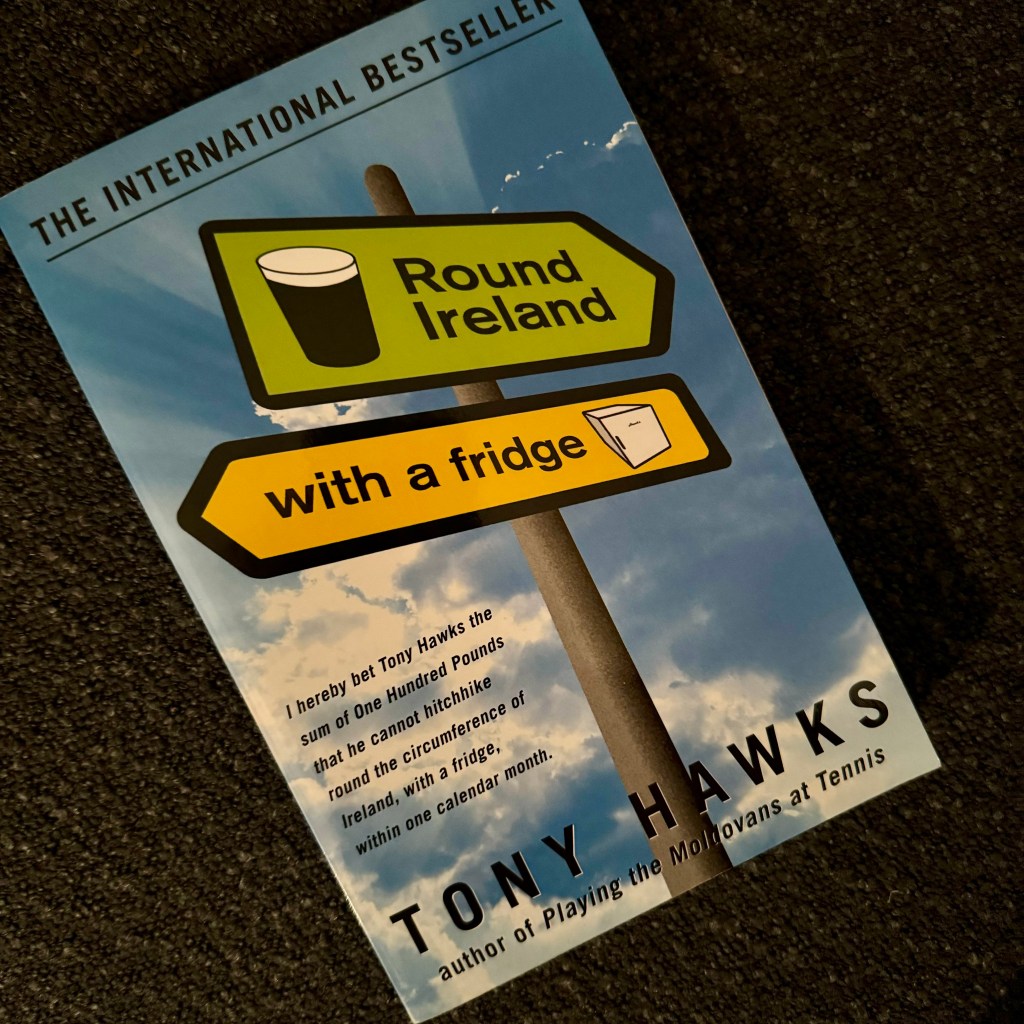 THE INTERNATIONAL BESTSELLER
Round
Ireland
with a fridge
I hereby bet Tony Hawks the
sum of One Hundred Pounds
that he cannot hitchhike
round the circumference of
Ireland, with a fridge,
within one calendar month.
TONY HAWKS
author of Playing the Moldovans at Tennis